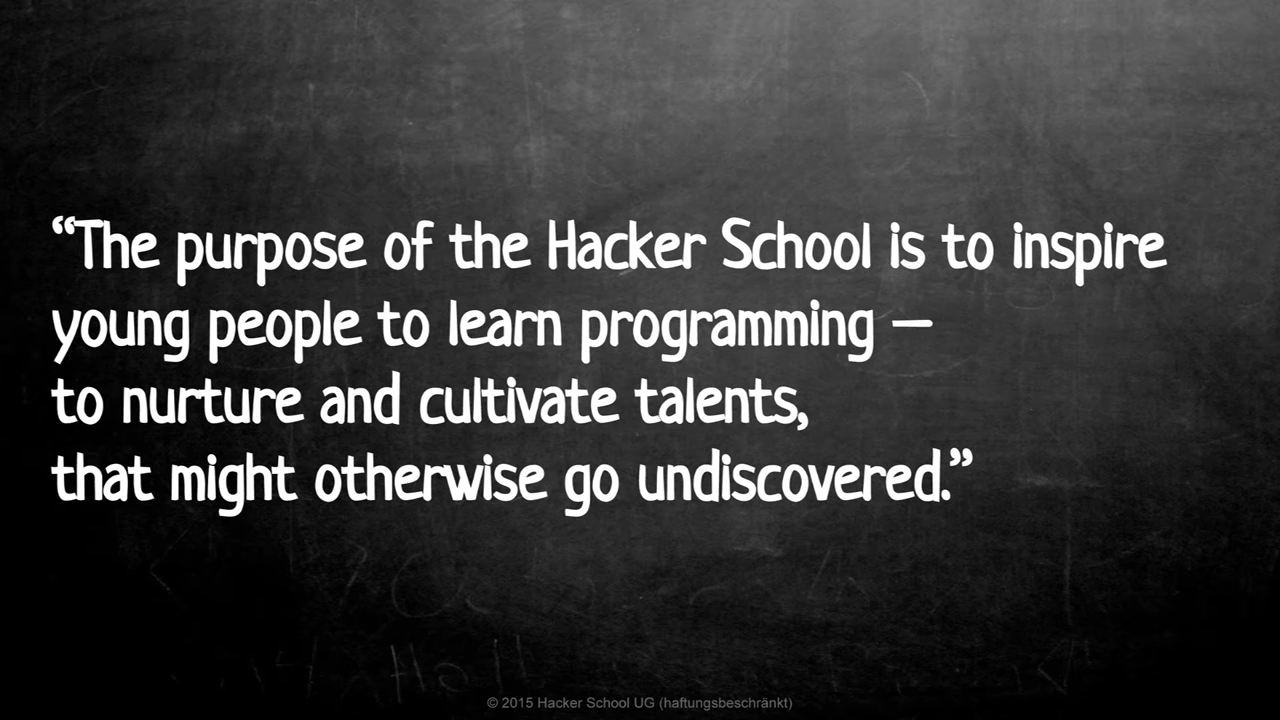 “The purpose of the Hacker School is to inspire
young people to learn programming –
to nurture and cultivate talents,
that might otherwise go undiscovered.”
© 2015 Hacker School UG (haftungsbeschränkt)